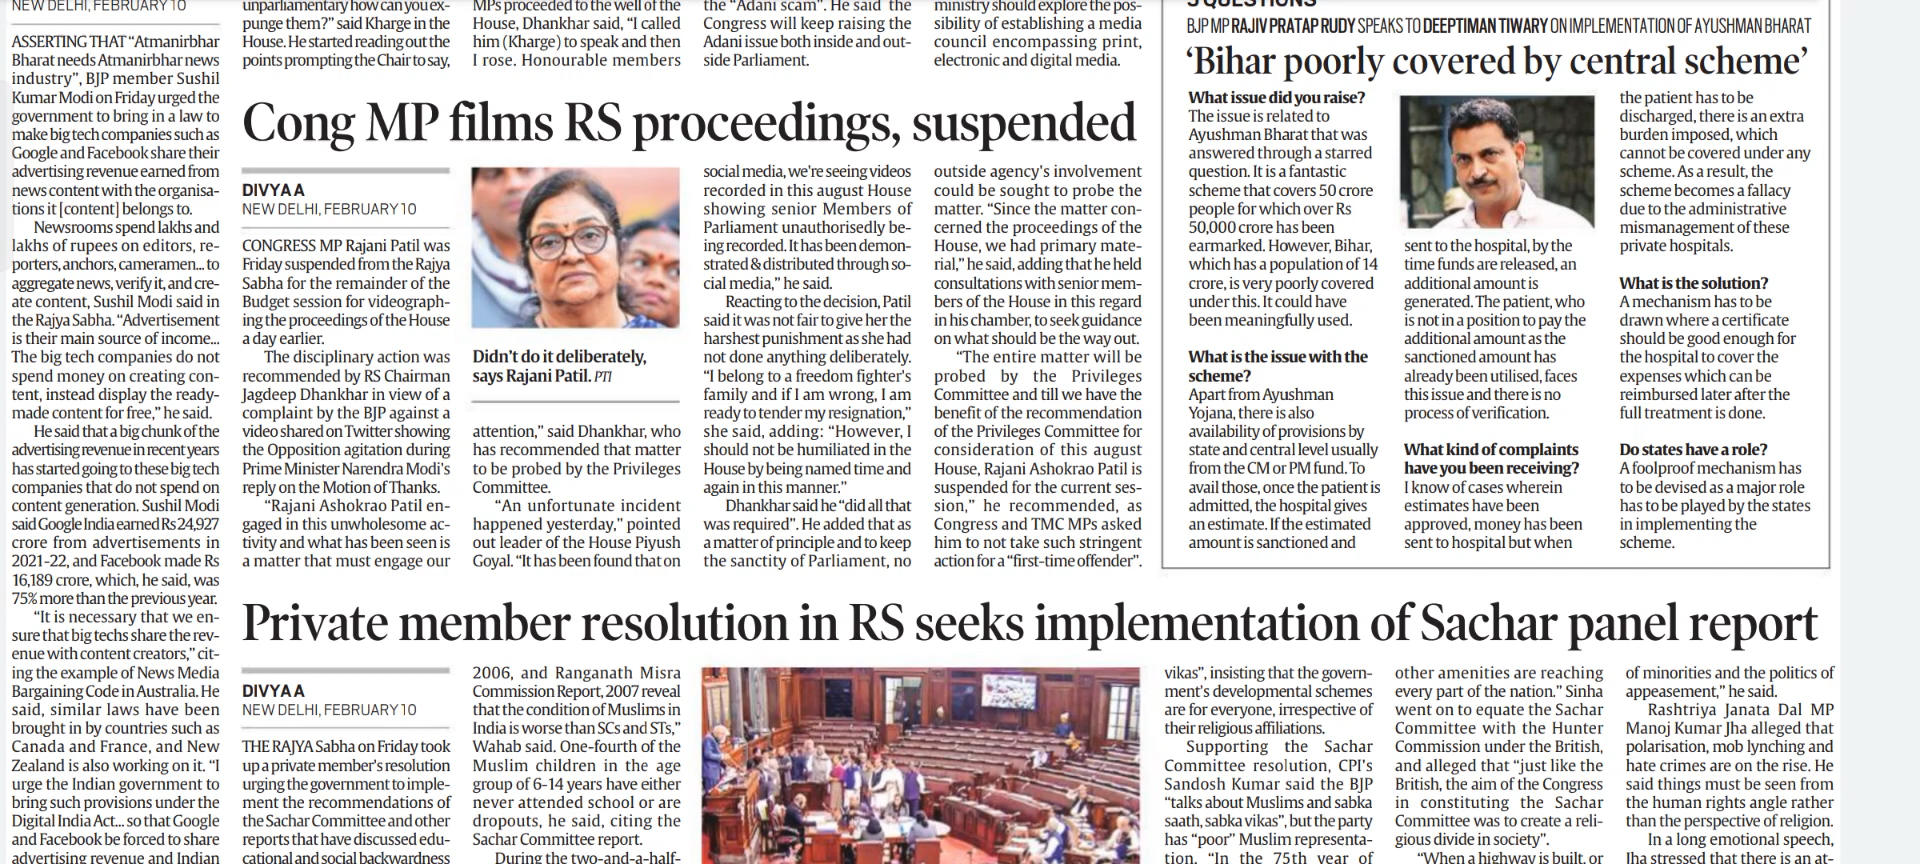 NEW DELHI, FEBRUARY 10
ASSERTING THAT “Atmanirbhar
Bharat needs Atmanirbhar news
industry”, BJP member Sushil
Kumar Modi on Friday urged the
government to bring in a law to
make big tech companies such as
Google and Facebook share their
advertising revenue earned from
news content with the organisa-
tions it [content] belongs to.
Newsrooms spend lakhs and
lakhs of rupees on editors, re-
porters, anchors, cameramen... to
aggregate news, verify it, and cre-
ate content, Sushil Modi said in
the Rajya Sabha. “Advertisement
is their main source of income...
The big tech companies do not
spend money on creating con-
tent, instead display the ready-
made content for free,” he said.
He said that a big chunk of the
advertising revenue in recent years
has started going to these big tech
companies that do not spend on
content generation. Sushil Modi
said Google India earned Rs 24,927
crore from advertisements in
2021-22, and Facebook made Rs
16,189 crore, which, he said, was
75% more than the previous year.
“It is necessary that we en-
sure that big techs share the rev-
enue with content creators,” cit-
ing the example of News Media
Bargaining Code in Australia. He
said, similar laws have been
brought in by countries such as
Canada and France, and New
Zealand is also working on it. “I
urge the Indian government to
bring such provisions under the
Digital India Act... so that Google
and Facebook be forced to share
advertising revenue and Indian
unparliamentary how can you ex-
punge them?” said Kharge in the
House. He started reading out the
points prompting the Chair to say,
MPs proceeded to the well of the
House, Dhankhar said, “I called
him (Kharge) to speak and then
I rose. Honourable members
the “Adani scam”. He said the
Congress will keep raising the
Adani issue both inside and out-
side Parliament.
ministry should explore the pos-
sibility of establishing a media
council encompassing print,
electronic and digital media.
Cong MP films RS proceedings, suspended
DIVYA A
NEW DELHI, FEBRUARY 10
CONGRESS MP Rajani Patil was
Friday suspended from the Rajya
Sabha for the remainder of the
Budget session for videograph-
ing the proceedings of the House
a day earlier.
The disciplinary action was
recommended by RS Chairman
Jagdeep Dhankhar in view of a
complaint by the BJP against a
video shared on Twitter showing
the Opposition agitation during
Prime Minister Narendra Modi's
reply on the Motion of Thanks.
“Rajani Ashokrao Patil en-
gaged in this unwholesome ac-
tivity and what has been seen is
a matter that must engage our
Didn't do it deliberately,
says Rajani Patil. PTI
attention,” said Dhankhar, who
has recommended that matter
to be probed by the Privileges
Committee.
“An unfortunate incident
happened yesterday,” pointed
out leader of the House Piyush
Goyal. “It has been found that on
social media, we're seeing videos
recorded in this august House
showing senior Members of
Parliament unauthorisedly be-
ing recorded. It has been demon-
strated & distributed through so-
cial media,” he said.
Reacting to the decision, Patil
said it was not fair to give her the
harshest punishment as she had
not done anything deliberately.
“I belong to a freedom fighter's
family and if I am wrong, I am
ready to tender my resignation,”
she said, adding: “However, I
should not be humiliated in the
House by being named time and
again in this manner.”
Dhankhar said he “did all that
was required”. He added that as
a matter of principle and to keep
the sanctity of Parliament, no
outside agency's involvement
could be sought to probe the
matter. “Since the matter con-
cerned the proceedings of the
House, we had primary mate-
rial,” he said, adding that he held
consultations with senior mem-
bers of the House in this regard
in his chamber, to seek guidance
on what should be the way out.
“The entire matter will be
probed by the Privileges
Committee and till we have the
benefit of the recommendation
of the Privileges Committee for
consideration of this august
House, Rajani Ashokrao Patil is
suspended for the current ses-
sion,” he recommended, as
Congress and TMC MPs asked
him to not take such stringent
action for a “first-time offender”.
QUESTIONS
BJP MP RAJIV PRATAP RUDY SPEAKS TO DEEPTIMAN TIWARY ON IMPLEMENTATION OF AYUSHMAN BHARAT
‘Bihar poorly covered by central scheme’
What issue did you raise?
The issue is related to
Ayushman Bharat that was
answered through a starred
question. It is a fantastic
scheme that covers 50 crore
people for which over Rs
50,000 crore has been
earmarked. However, Bihar,
which has a population of 14
crore, is very poorly covered
under this. It could have
been meaningfully used.
What is the issue with the
scheme?
Apart from Ayushman
Yojana, there is also
availability of provisions by
state and central level usually
from the CM or PM fund. To
avail those, once the patient is
admitted, the hospital gives
an estimate. If the estimated
amount is sanctioned and
sent to the hospital, by the
time funds are released, an
additional amount is
generated. The patient, who
is not in a position to pay the
additional amount as the
sanctioned amount has
already been utilised, faces
this issue and there is no
process of verification.
What kind of complaints
have you been receiving?
I know of cases wherein
estimates have been
approved, money has been
sent to hospital but when
the patient has to be
discharged, there is an extra
burden imposed, which
cannot be covered under any
scheme. As a result, the
scheme becomes a fallacy
due to the administrative
mismanagement of these
private hospitals.
What is the solution?
A mechanism has to be
drawn where a certificate
should be good enough for
the hospital to cover the
expenses which can be
reimbursed later after the
full treatment is done.
Do states have a role?
A foolproof mechanism has
to be devised as a major role
has to be played by the states
in implementing the
scheme.
Private member resolution in RS seeks implementation of Sachar panel report
DIVYA A
NEW DELHI, FEBRUARY 10
THE RAJYA Sabha on Friday took
up a private member's resolution
urging the government to imple-
ment the recommendations of
the Sachar Committee and other
reports that have discussed edu-
cational and social backwardness
2006, and Ranganath Misra
Commission Report, 2007 reveal
that the condition of Muslims in
India is worse than SCs and STs,”
Wahab said. One-fourth of the
Muslim children in the age
group of 6-14 years have either
never attended school or are
dropouts, he said, citing the
Sachar Committee report.
During the two-and-a-half-
vikas”, insisting that the govern-
ment's developmental schemes
are for everyone, irrespective of
their religious affiliations.
Supporting the Sachar
Committee resolution, CPI's
Sandosh Kumar said the BJP
“talks about Muslims and sabka
saath, sabka vikas”, but the party
has “poor” Muslim representa-
tion. “In the 75th year of
other amenities are reaching
every part of the nation.” Sinha
went on to equate the Sachar
Committee with the Hunter
Commission under the British,
and alleged that “just like the
British, the aim of the Congress
in constituting the Sachar
Committee was to create a reli-
gious divide in society”.
“When a highway is built, or
of minorities and the politics of
appeasement,” he said.
Rashtriya Janata Dal MP
Manoj Kumar Jha alleged that
polarisation, mob lynching and
hate crimes are on the rise. He
said things must be seen from
the human rights angle rather
than the perspective of religion.
In a long emotional speech,
Jha stressed that there is an at-